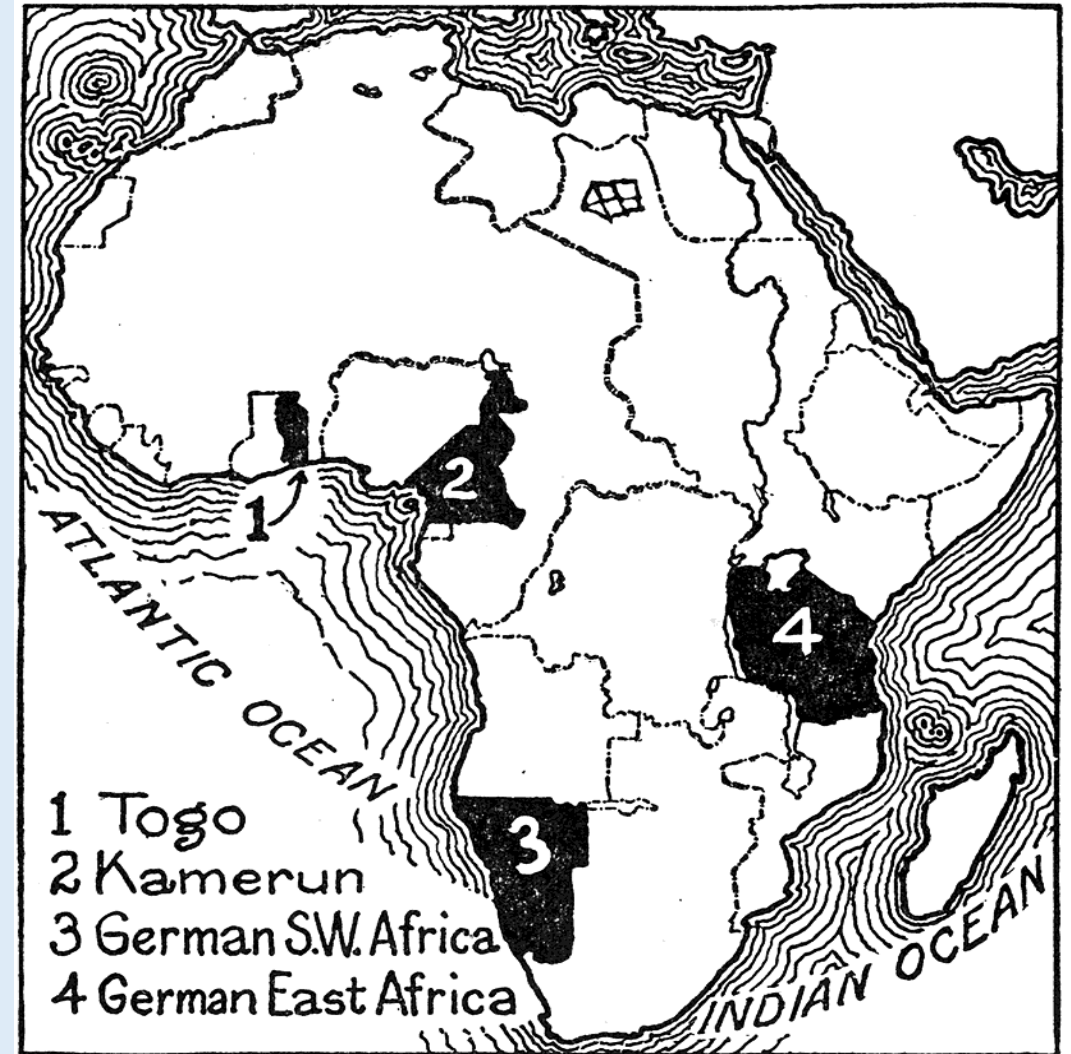 1
2
3
4
ATLANTIC OCEAN
INDIAN OCEAN
1 Togo
2 Kamerun
3 German S.W. Africa
4 German East Africa